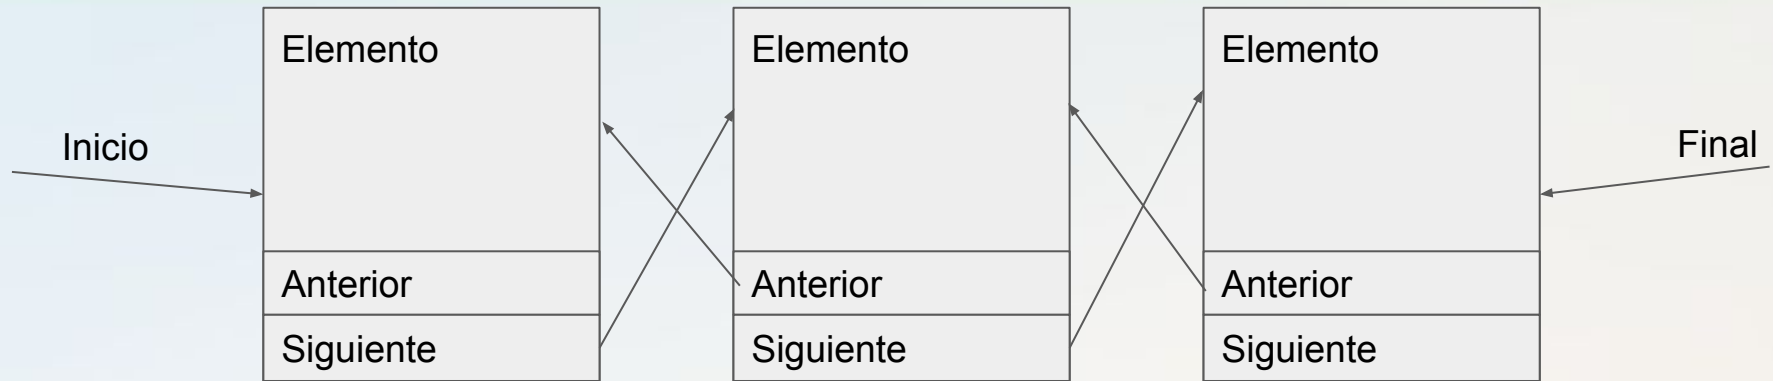 Inicio
Elemento
Anterior
Siguiente
Elemento
Anterior
Siguiente
Elemento
Anterior
Siguiente
Final